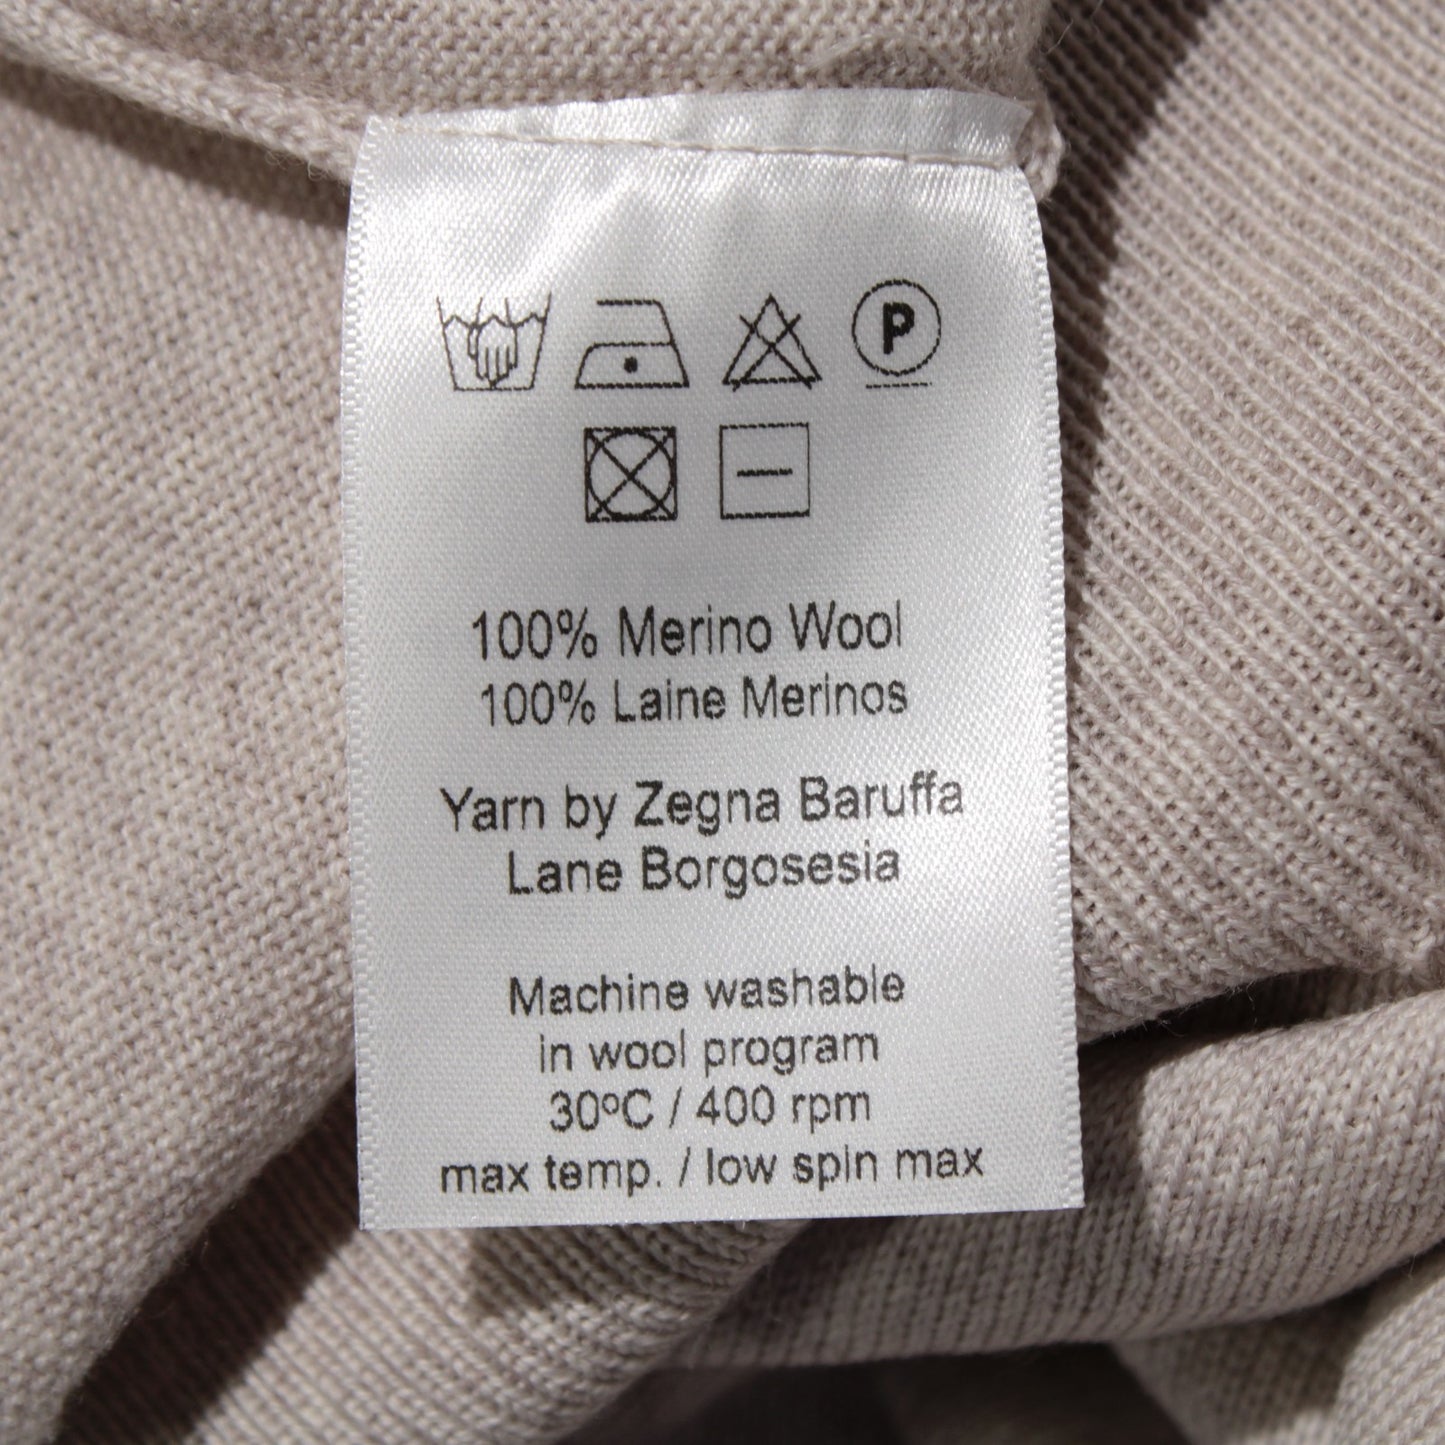 P
100% Merino Wool
100% Laine Merinos
Yarn by Zegna Baruffa
Lane Borgosesia
Machine washable
in wool program
30ºC / 400 rpm
max temp. / low spin max